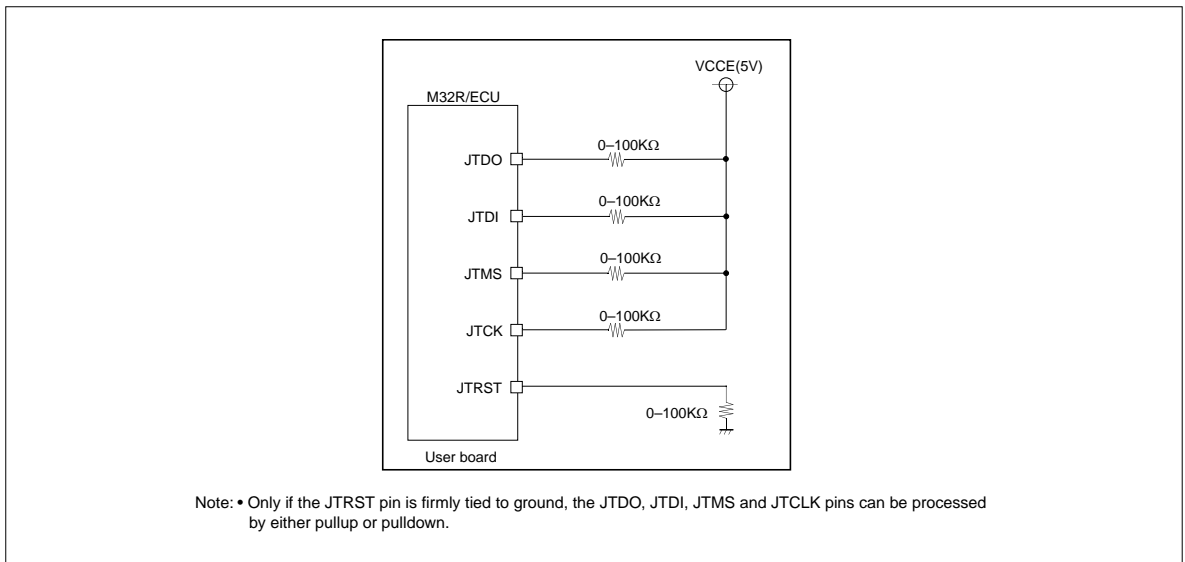 VCCE(5V)
M32R/ECU
JTDO
0–100KΩ
JTDI
0–100KΩ
JTMS
0–100KΩ
JTCK
0–100KΩ
JTRST
0–100KΩ
User board
Note: • Only if the JTRST pin is firmly tied to ground, the JTDO, JTDI, JTMS and JTCLK pins can be processed
by either pullup or pulldown.